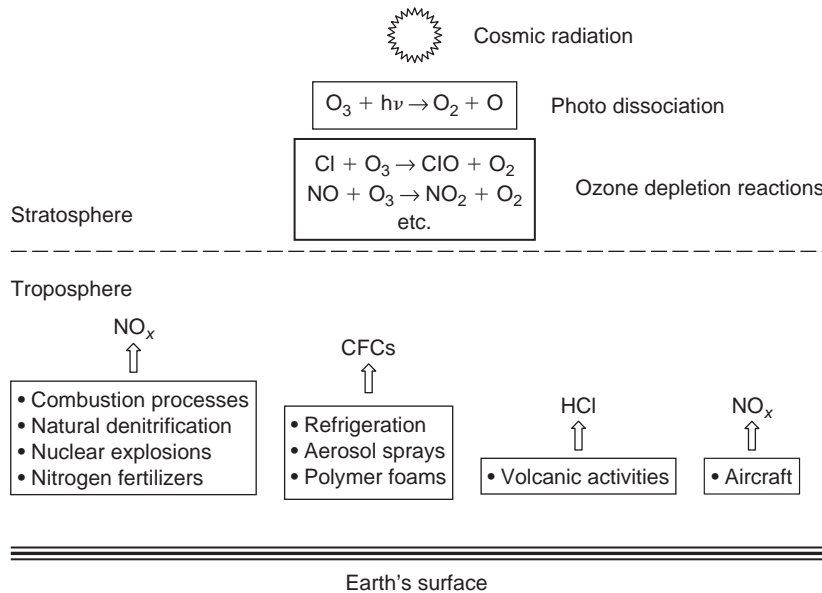 Cosmic radiation
O₃ + hν → O₂ + O
Photo dissociation
Cl + O₃ → ClO + O₂
NO + O₃ → NO₂ + O₂
etc.
Ozone depletion reactions
Stratosphere
Troposphere
NOₓ
• Combustion processes
• Natural denitrification
• Nuclear explosions
• Nitrogen fertilizers
CFCs
• Refrigeration
• Aerosol sprays
• Polymer foams
HCl
• Volcanic activities
NOₓ
• Aircraft
Earth's surface